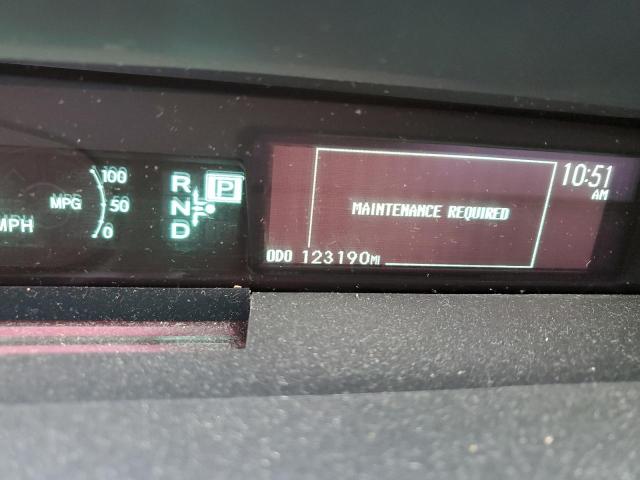 100
MPG 50
0
MPH
R
P
N
D
MAINTENANCE REQUIRED
10:51
AM
ODO 123190MI